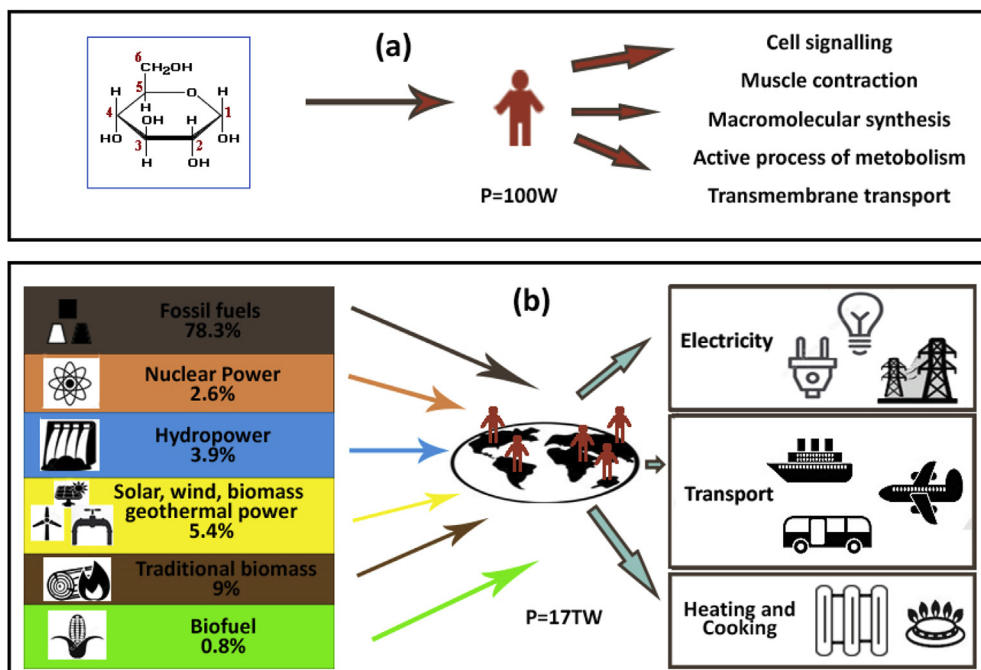 (a)
6
CH₂OH
H
5
O
H
H
4
H
1
OH
H
HO
3
2
OH
H
OH
P=100W
Cell signalling
Muscle contraction
Macromolecular synthesis
Active process of metobolism
Transmembrane transport
(b)
Fossil fuels
78.3%
Nuclear Power
2.6%
Hydropower
3.9%
Solar, wind, biomass
geothermal power
5.4%
Traditional biomass
9%
Biofuel
0.8%
P=17TW
Electricity
Transport
Heating and
Cooking